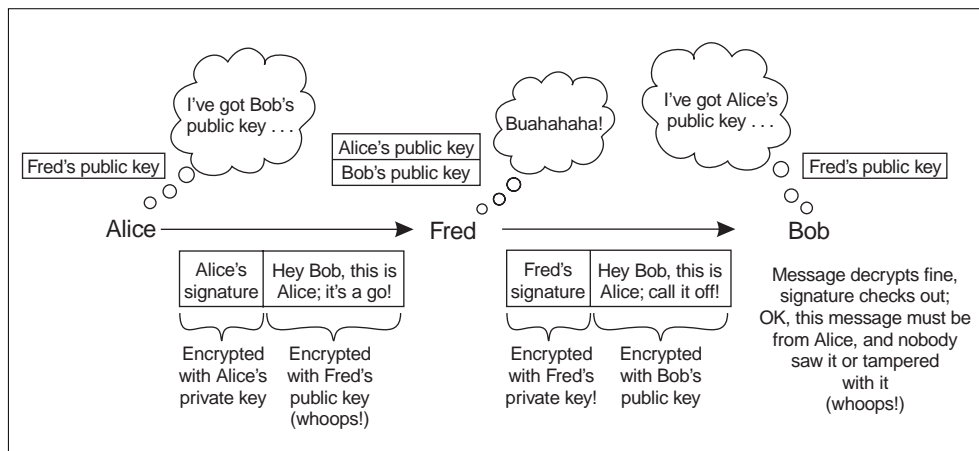 I've got Bob's
public key . . .
Fred's public key
Alice
Buahahaha!
Alice's public key
Bob's public key
Fred
I've got Alice's
public key . . .
Fred's public key
Bob
Alice's
signature
Hey Bob, this is
Alice; it's a go!
Encrypted
with Alice's
private key
Encrypted
with Fred's
public key
(whoops!)
Fred's
signature
Hey Bob, this is
Alice; call it off!
Encrypted
with Fred's
private key!
Encrypted
with Bob's
public key
Message decrypts fine,
signature checks out;
OK, this message must be
from Alice, and nobody
saw it or tampered
with it
(whoops!)